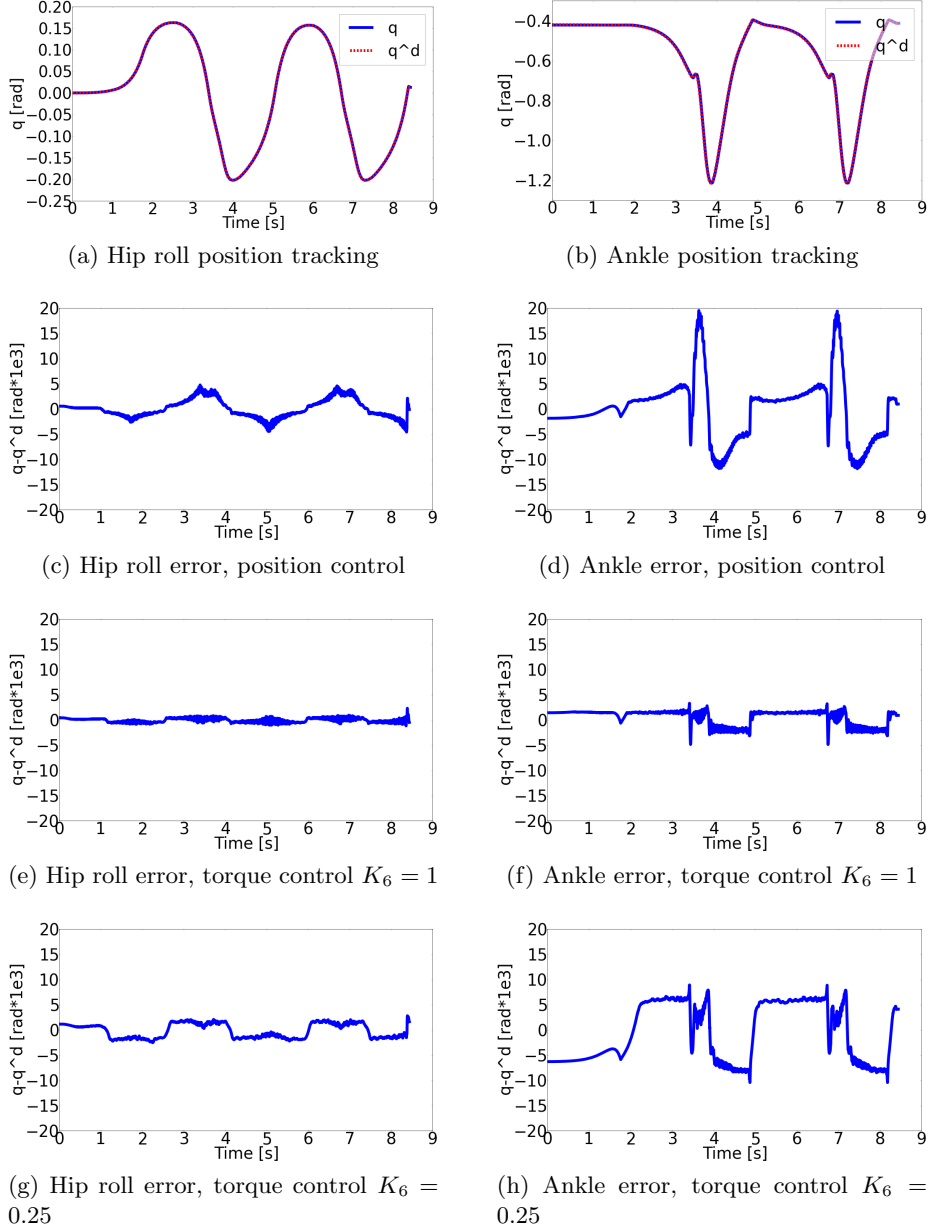 0.20
0.15
0.10
0.05
0.00
−0.05
−0.10
−0.15
−0.20
−0.25
q [rad]
q
q^d
0 1 2 3 4 5 6 7 8 9
Time [s]
(a) Hip roll position tracking
−0.4
−0.6
−0.8
−1.0
−1.2
q [rad]
q
q^d
0 1 2 3 4 5 6 7 8 9
Time [s]
(b) Ankle position tracking
20
15
10
5
0
−5
−10
−15
−20
q-q^d [rad*1e3]
0 1 2 3 4 5 6 7 8 9
Time [s]
(c) Hip roll error, position control
20
15
10
5
0
−5
−10
−15
−20
q-q^d [rad*1e3]
0 1 2 3 4 5 6 7 8 9
Time [s]
(d) Ankle error, position control
20
15
10
5
0
−5
−10
−15
−20
q-q^d [rad*1e3]
0 1 2 3 4 5 6 7 8 9
Time [s]
(e) Hip roll error, torque control K₆ = 1
20
15
10
5
0
−5
−10
−15
−20
q-q^d [rad*1e3]
0 1 2 3 4 5 6 7 8 9
Time [s]
(f) Ankle error, torque control K₆ = 1
20
15
10
5
0
−5
−10
−15
−20
q-q^d [rad*1e3]
0 1 2 3 4 5 6 7 8 9
Time [s]
(g) Hip roll error, torque control K₆ =
0.25
20
15
10
5
0
−5
−10
−15
−20
q-q^d [rad*1e3]
0 1 2 3 4 5 6 7 8 9
Time [s]
(h) Ankle error, torque control K₆ =
0.25